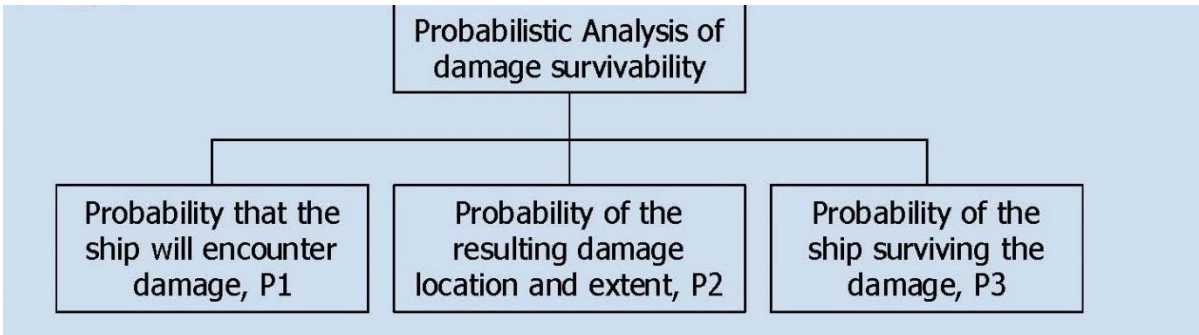 Probabilistic Analysis of
damage survivability
Probability that the
ship will encounter
damage, P1
Probability of the
resulting damage
location and extent, P2
Probability of the
ship surviving the
damage, P3